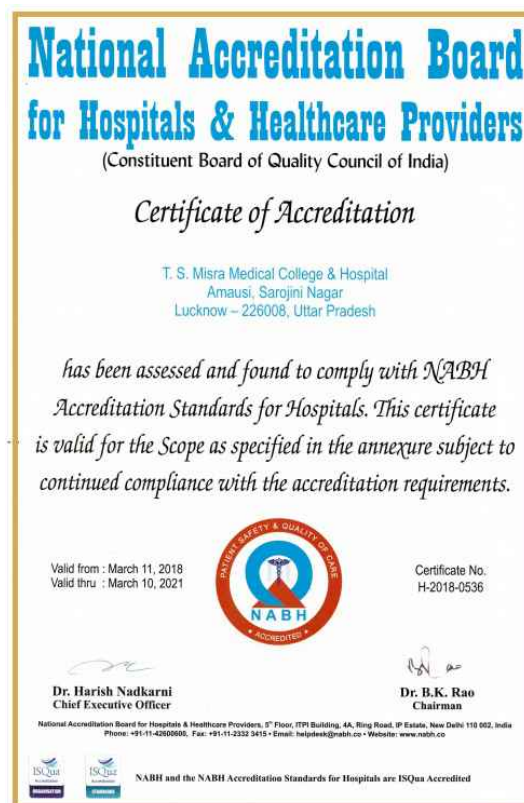 National Accreditation Board
for Hospitals & Healthcare Providers
(Constituent Board of Quality Council of India)
Certificate of Accreditation
T. S. Misra Medical College & Hospital
Amausi, Sarojini Nagar
Lucknow – 226008, Uttar Pradesh
has been assessed and found to comply with NABH
Accreditation Standards for Hospitals. This certificate
is valid for the Scope as specified in the annexure subject to
continued compliance with the accreditation requirements.
Valid from : March 11, 2018
Valid thru : March 10, 2021
PATIENT SAFETY & QUALITY OF CARE
NABH
• ACCREDITED •
Certificate No.
H-2018-0536
Dr. Harish Nadkarni
Chief Executive Officer
Dr. B.K. Rao
Chairman
National Accreditation Board for Hospitals & Healthcare Providers, 5th Floor, ITPI Building, 4A, Ring Road, IP Estate, New Delhi 110 002, India
Phone: +91-11-42600600, Fax: +91-11-2332 3415 • Email: helpdesk@nabh.co • Website: www.nabh.co
ISQua
Accreditation
ORGANISATION
ISQua
Accreditation
STANDARDS
NABH and the NABH Accreditation Standards for Hospitals are ISQua Accredited